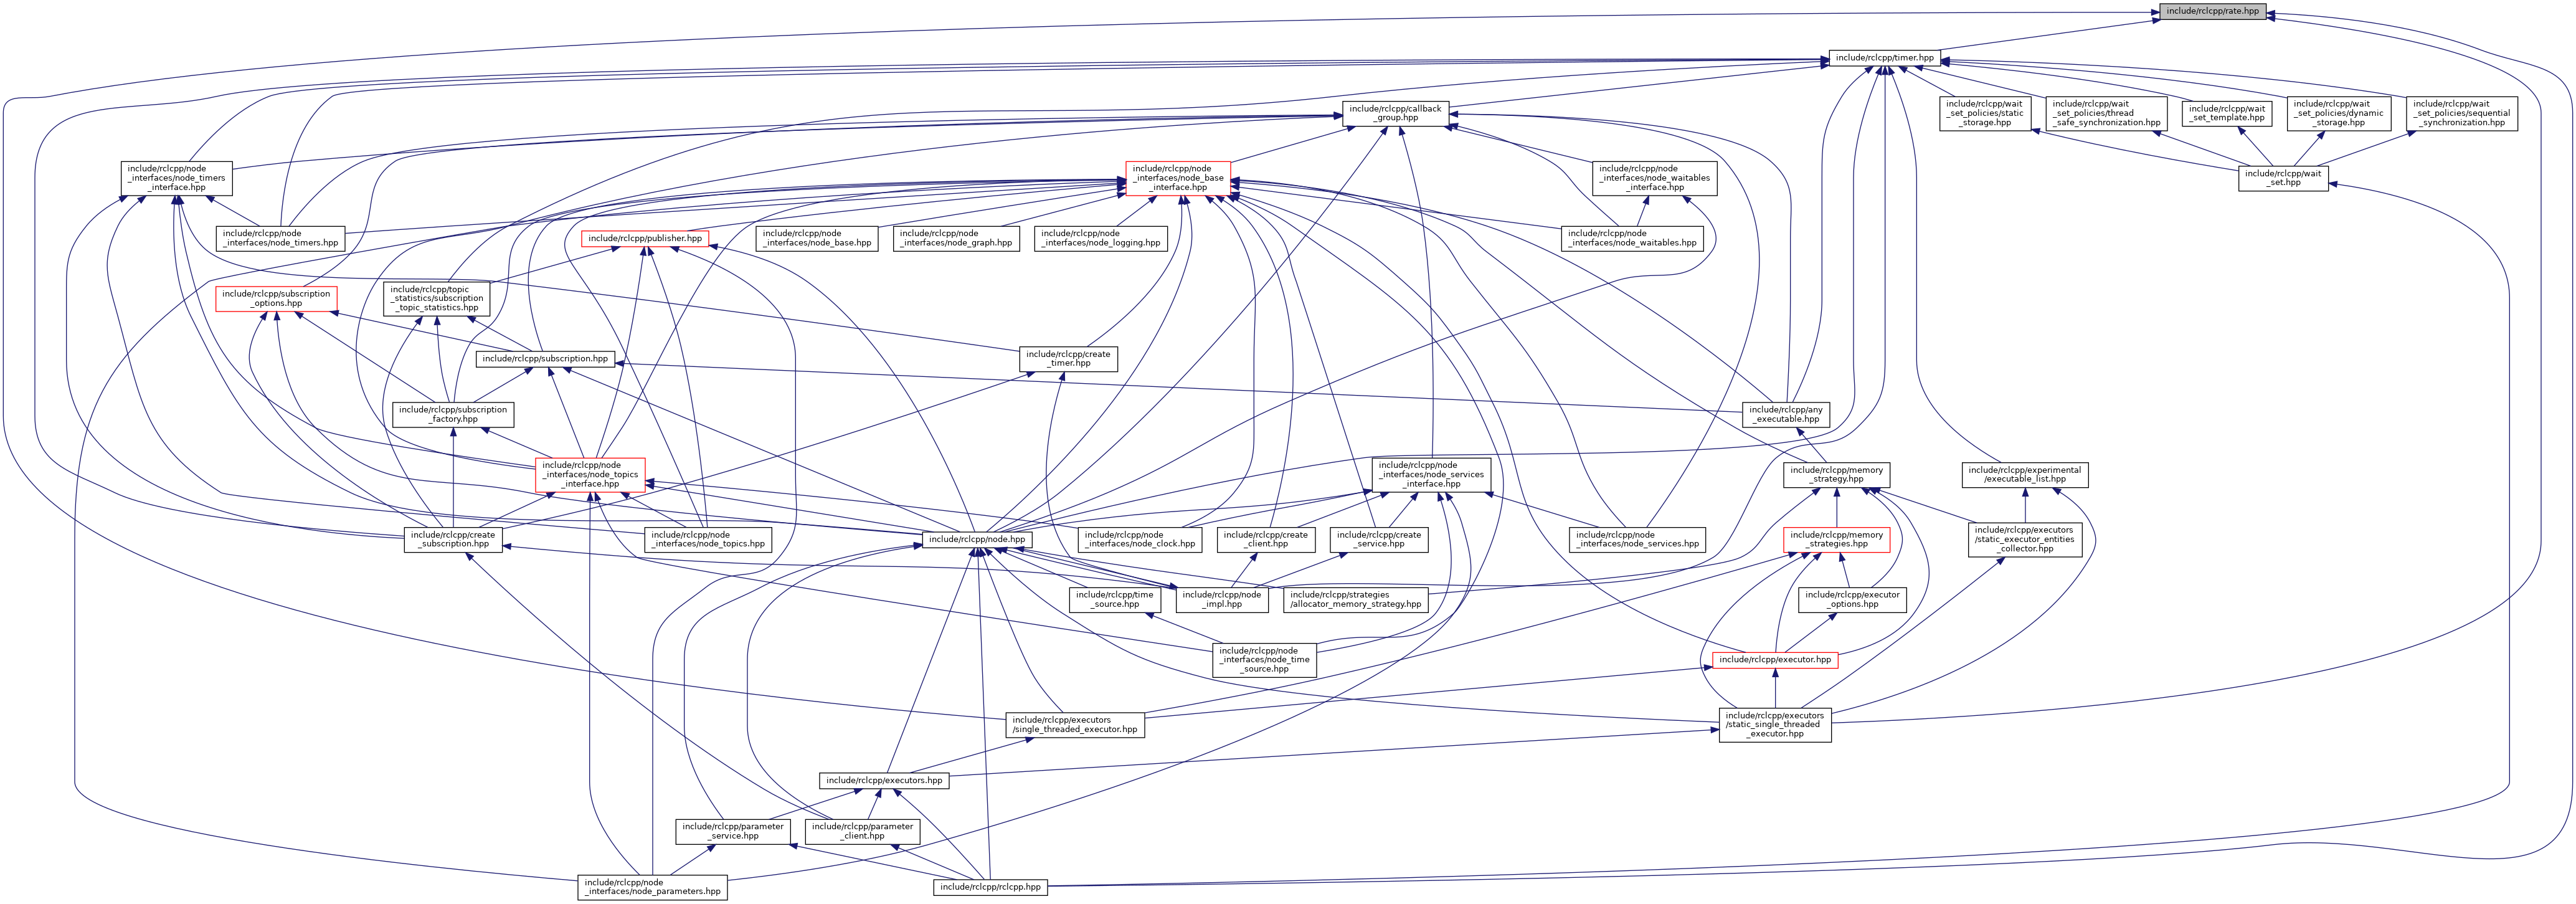 include/rclcpp/rate.hpp
include/rclcpp/timer.hpp
include/rclcpp/callback
_group.hpp
include/rclcpp/wait
_set_policies/static
_storage.hpp
include/rclcpp/wait
_set_policies/thread
_safe_synchronization.hpp
include/rclcpp/wait
_set_template.hpp
include/rclcpp/wait
_set_policies/dynamic
_storage.hpp
include/rclcpp/wait
_set_policies/sequential
_synchronization.hpp
include/rclcpp/node
_interfaces/node_timers
_interface.hpp
include/rclcpp/node
_interfaces/node_base
_interface.hpp
include/rclcpp/node
_interfaces/node_waitables
_interface.hpp
include/rclcpp/wait
_set.hpp
include/rclcpp/node
_interfaces/node_timers.hpp
include/rclcpp/publisher.hpp
include/rclcpp/node
_interfaces/node_base.hpp
include/rclcpp/node
_interfaces/node_graph.hpp
include/rclcpp/node
_interfaces/node_logging.hpp
include/rclcpp/node
_interfaces/node_waitables.hpp
include/rclcpp/subscription
_options.hpp
include/rclcpp/topic
_statistics/subscription
_topic_statistics.hpp
include/rclcpp/subscription.hpp
include/rclcpp/create
_timer.hpp
include/rclcpp/subscription
_factory.hpp
include/rclcpp/any
_executable.hpp
include/rclcpp/node
_interfaces/node_topics
_interface.hpp
include/rclcpp/node
_interfaces/node_services
_interface.hpp
include/rclcpp/memory
_strategy.hpp
include/rclcpp/experimental
/executable_list.hpp
include/rclcpp/create
_subscription.hpp
include/rclcpp/node
_interfaces/node_topics.hpp
include/rclcpp/node.hpp
include/rclcpp/node
_interfaces/node_clock.hpp
include/rclcpp/create
_client.hpp
include/rclcpp/create
_service.hpp
include/rclcpp/node
_interfaces/node_services.hpp
include/rclcpp/memory
_strategies.hpp
include/rclcpp/executors
/static_executor_entities
_collector.hpp
include/rclcpp/time
_source.hpp
include/rclcpp/node
_impl.hpp
include/rclcpp/strategies
/allocator_memory_strategy.hpp
include/rclcpp/executor
_options.hpp
include/rclcpp/node
_interfaces/node_time
_source.hpp
include/rclcpp/executor.hpp
include/rclcpp/executors
/single_threaded_executor.hpp
include/rclcpp/executors
/static_single_threaded
_executor.hpp
include/rclcpp/executors.hpp
include/rclcpp/parameter
_service.hpp
include/rclcpp/parameter
_client.hpp
include/rclcpp/node
_interfaces/node_parameters.hpp
include/rclcpp/rclcpp.hpp